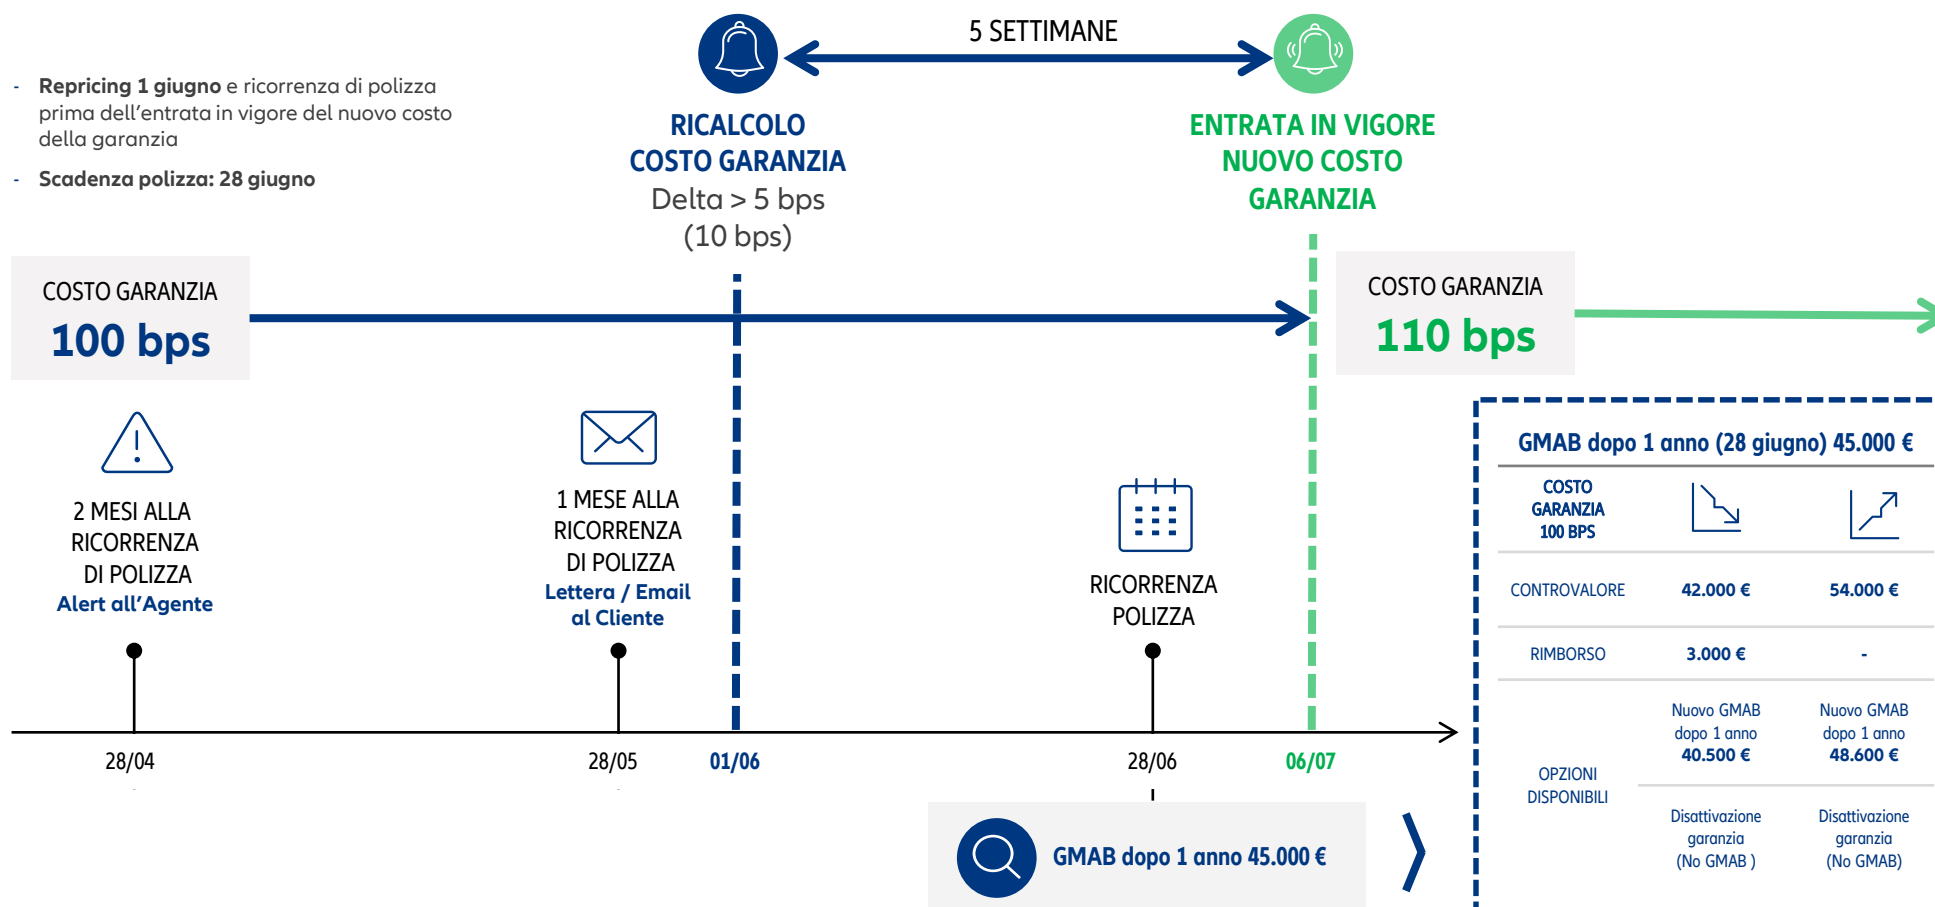 5 SETTIMANE
- Repricing 1 giugno e ricorrenza di polizza
prima dell'entrata in vigore del nuovo costo
della garanzia
- Scadenza polizza: 28 giugno
RICALCOLO
COSTO GARANZIA
Delta > 5 bps
(10 bps)
ENTRATA IN VIGORE
NUOVO COSTO
GARANZIA
COSTO GARANZIA
100 bps
COSTO GARANZIA
110 bps
2 MESI ALLA
RICORRENZA
DI POLIZZA
Alert all'Agente
1 MESE ALLA
RICORRENZA
DI POLIZZA
Lettera / Email
al Cliente
RICORRENZA
POLIZZA
28/04
28/05
01/06
28/06
06/07
GMAB dopo 1 anno 45.000 €
GMAB dopo 1 anno (28 giugno) 45.000 €
COSTO
GARANZIA
100 BPS
CONTROVALORE 42.000 € 54.000 €
RIMBORSO 3.000 € -
OPZIONI
DISPONIBILI
Nuovo GMAB
dopo 1 anno
40.500 €
Nuovo GMAB
dopo 1 anno
48.600 €
Disattivazione
garanzia
(No GMAB )
Disattivazione
garanzia
(No GMAB)